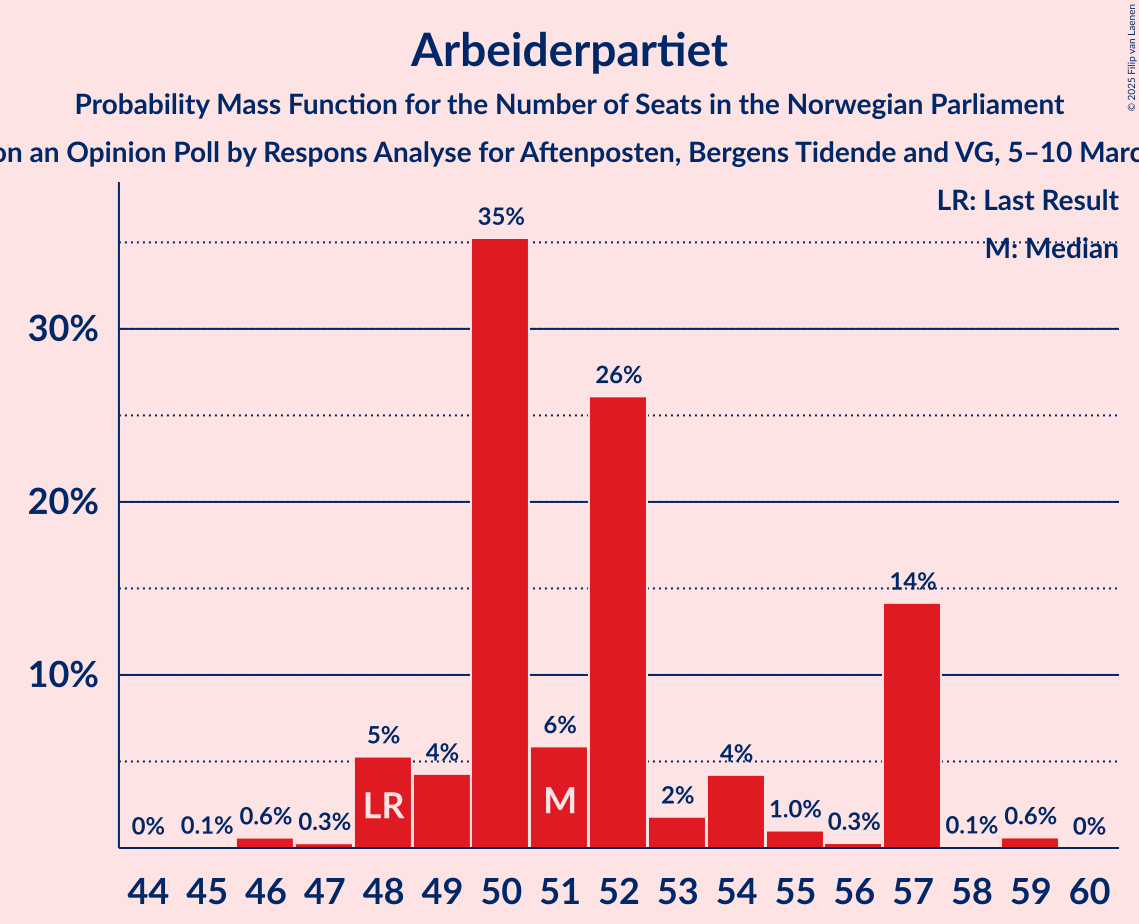 Arbeiderpartiet
Probability Mass Function for the Number of Seats in the Norwegian Parliament
on an Opinion Poll by Respons Analyse for Aftenposten, Bergens Tidende and VG, 5–10
© 2025 Filip van Laenen
LR: Last Result
M: Median
30%
20%
10%
0% 0.1% 0.6% 0.3% 5% 4% 35% 6% 26% 2% 4% 1.0% 0.3% 14% 0.1% 0.6% 0%
LR M
44 45 46 47 48 49 50 51 52 53 54 55 56 57 58 59 60